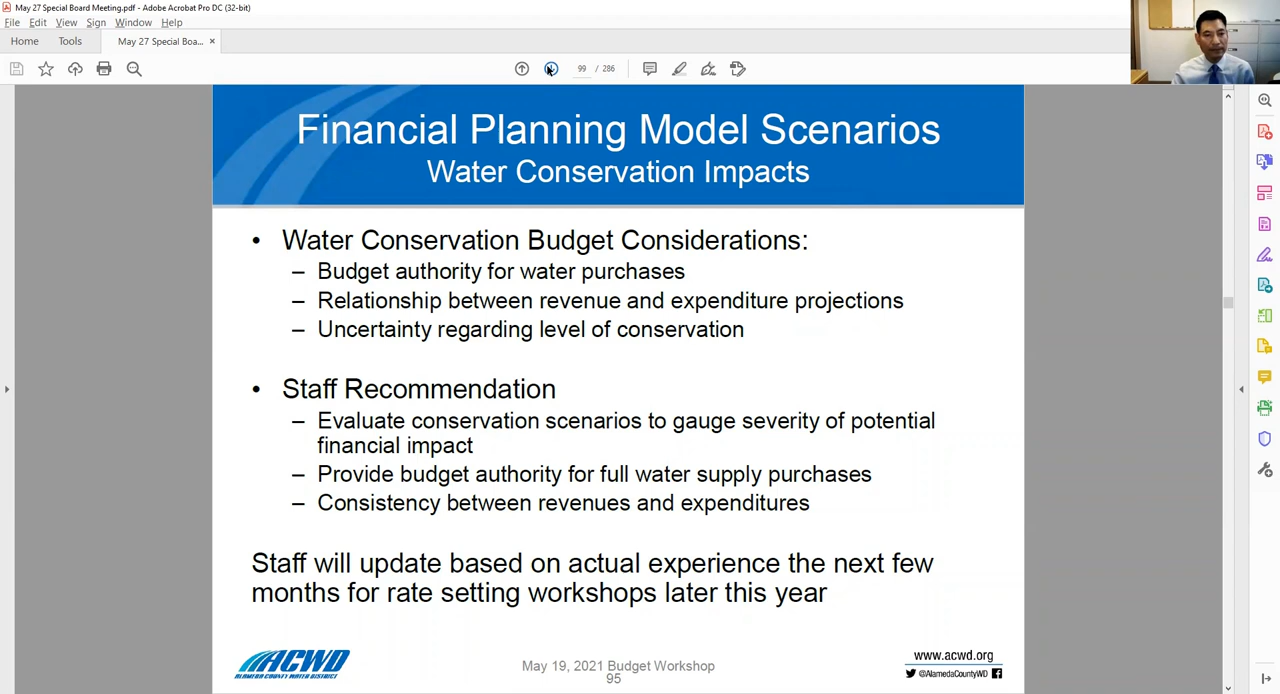 May 27 Special Board Meeting.pdf - Adobe Acrobat Pro DC (32-bit)
File Edit View Sign Window Help
Home Tools May 27 Special Boa... ×
99 / 286
Financial Planning Model Scenarios
Water Conservation Impacts
• Water Conservation Budget Considerations:
– Budget authority for water purchases
– Relationship between revenue and expenditure projections
– Uncertainty regarding level of conservation
• Staff Recommendation
– Evaluate conservation scenarios to gauge severity of potential
financial impact
– Provide budget authority for full water supply purchases
– Consistency between revenues and expenditures
Staff will update based on actual experience the next few
months for rate setting workshops later this year
ACWD
ALAMEDA COUNTY WATER DISTRICT
May 19, 2021 Budget Workshop
95
www.acwd.org
@AlamedaCountyWD